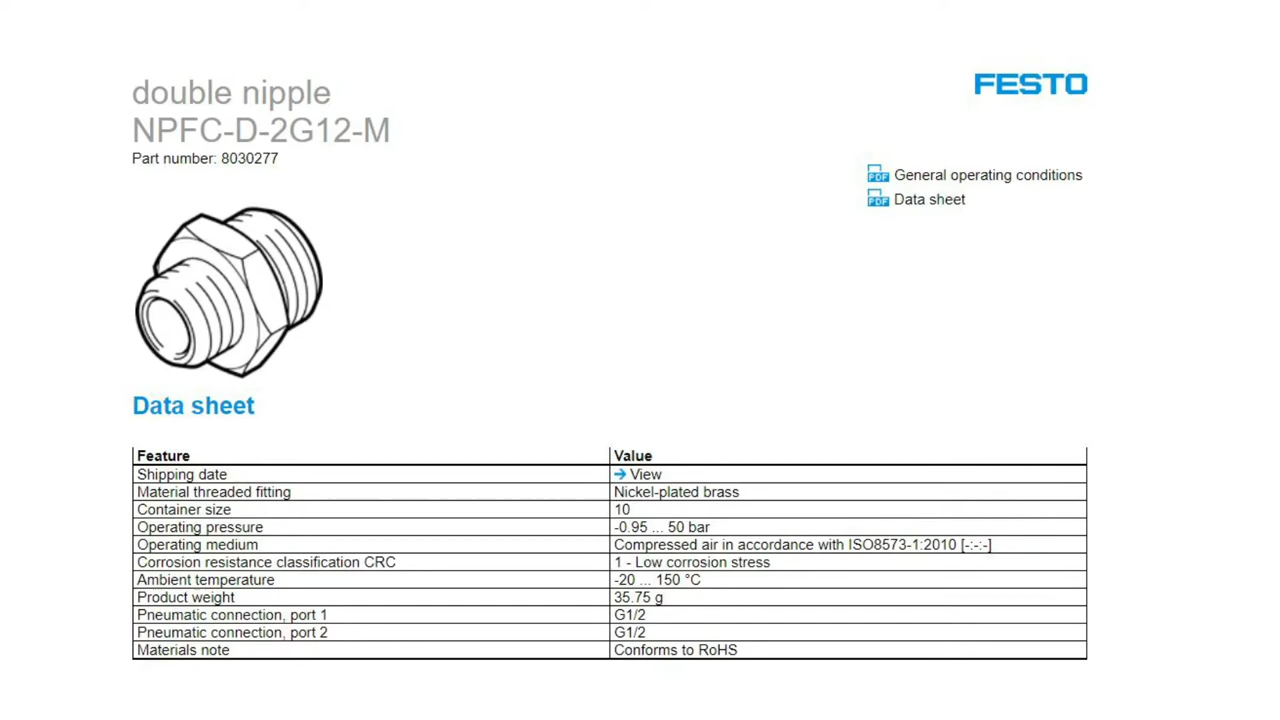 double nipple
FESTO
NPFC-D-2G12-M
Part number: 8030277
PDF General operating conditions
PDF Data sheet
Data sheet
Feature Value
Shipping date → View
Material threaded fitting Nickel-plated brass
Container size 10
Operating pressure -0.95 ... 50 bar
Operating medium Compressed air in accordance with ISO8573-1:2010 [-:-:-]
Corrosion resistance classification CRC 1 - Low corrosion stress
Ambient temperature -20 ... 150 °C
Product weight 35.75 g
Pneumatic connection, port 1 G1/2
Pneumatic connection, port 2 G1/2
Materials note Conforms to RoHS